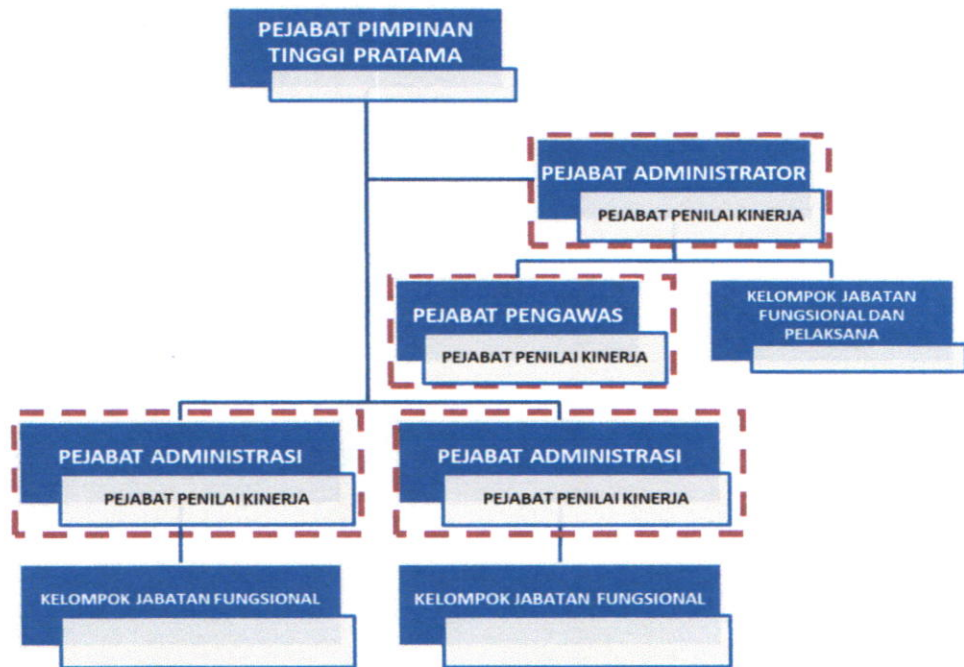 PEJABAT PIMPINAN
TINGGI PRATAMA
PEJABAT ADMINISTRATOR
PEJABAT PENILAI KINERJA
PEJABAT PENGAWAS
PEJABAT PENILAI KINERJA
KELOMPOK JABATAN
FUNGSIONAL DAN
PELAKSANA
PEJABAT ADMINISTRASI
PEJABAT PENILAI KINERJA
PEJABAT ADMINISTRASI
PEJABAT PENILAI KINERJA
KELOMPOK JABATAN FUNGSIONAL
KELOMPOK JABATAN FUNGSIONAL